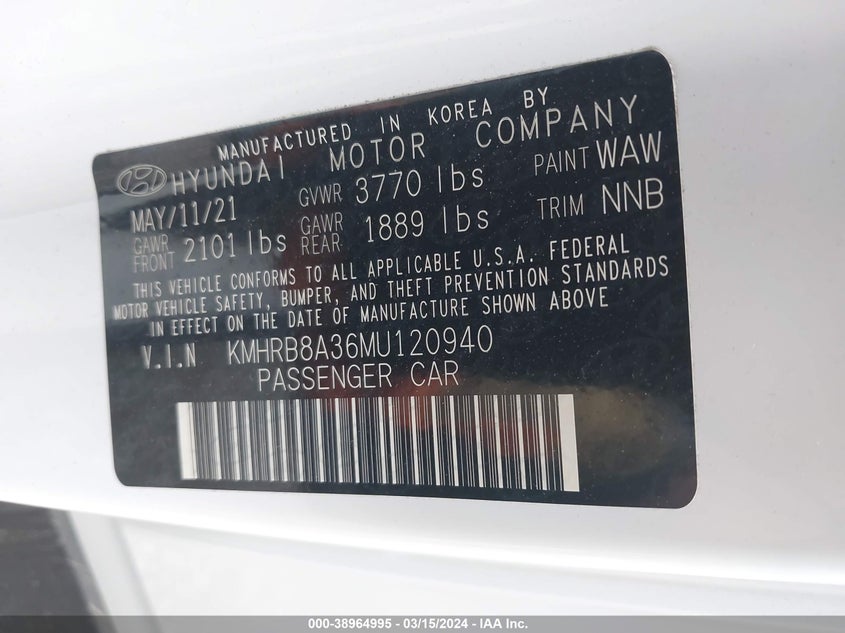 MANUFACTURED IN KOREA BY
HYUNDAI MOTOR COMPANY
MAY/11/21 GVWR 3770 lbs PAINT WAW
GAWR FRONT 2101 lbs GAWR REAR 1889 lbs TRIM NNB
THIS VEHICLE CONFORMS TO ALL APPLICABLE U.S.A. FEDERAL
MOTOR VEHICLE SAFETY, BUMPER, AND THEFT PREVENTION STANDARDS
IN EFFECT ON THE DATE OF MANUFACTURE SHOWN ABOVE
V.I.N KMHRB8A36MU120940
PASSENGER CAR
000-38964995 - 03/15/2024 - IAA Inc.